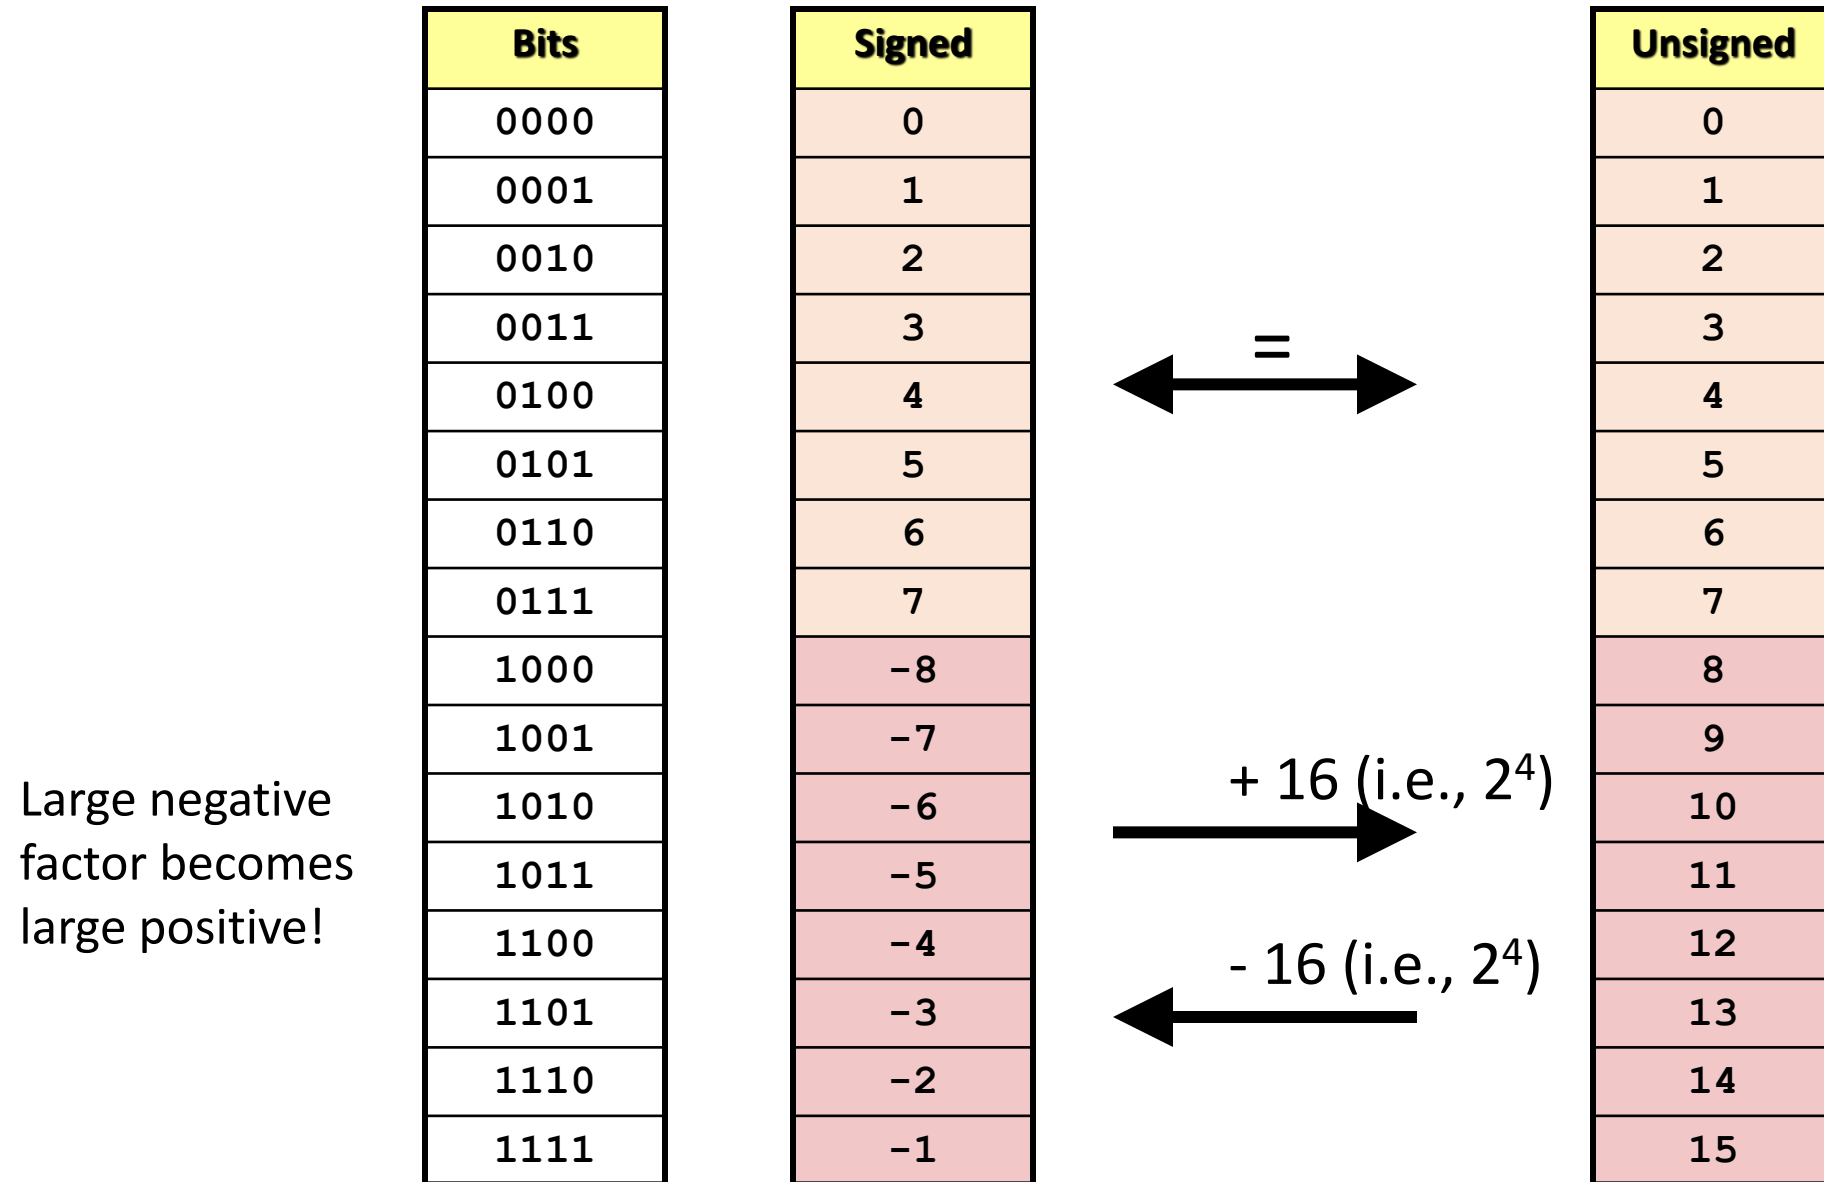 Bits Signed Unsigned
0000 0 0
0001 1 1
0010 2 2
0011 3 3
=
0100 4 4
0101 5 5
0110 6 6
0111 7 7
1000 -8 8
1001 -7 9
+ 16 (i.e., 2⁴)
1010 -6 10
1011 -5 11
1100 -4 12
- 16 (i.e., 2⁴)
1101 -3 13
1110 -2 14
1111 -1 15
Large negative
factor becomes
large positive!